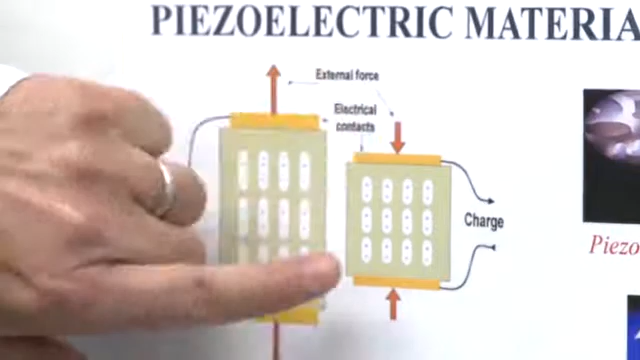 PIEZOELECTRIC MATERIA
External force
Electrical
contacts
Charge
Piezo